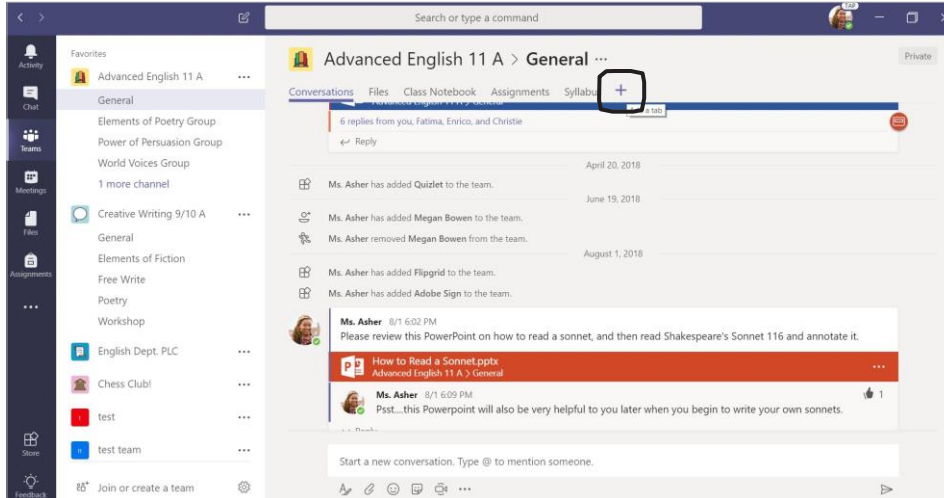 Search or type a command
TAP
Activity
Chat
Teams
Meetings
Files
Assignments
Store
Feedback
Favorites
Advanced English 11 A
General
Elements of Poetry Group
Power of Persuasion Group
World Voices Group
1 more channel
Creative Writing 9/10 A
General
Elements of Fiction
Free Write
Poetry
Workshop
English Dept. PLC
Chess Club!
test
test team
Join or create a team
Advanced English 11 A > General ...
Private
Conversations Files Class Notebook Assignments Syllabu +
Advanced English 11 A > General
a tab
6 replies from you, Fatima, Enrico, and Christie
Reply
April 20, 2018
Ms. Asher has added Quizlet to the team.
June 19, 2018
Ms. Asher has added Megan Bowen to the team.
Ms. Asher removed Megan Bowen from the team.
August 1, 2018
Ms. Asher has added Flipgrid to the team.
Ms. Asher has added Adobe Sign to the team.
Ms. Asher 8/1 6:02 PM
Please review this PowerPoint on how to read a sonnet, and then read Shakespeare's Sonnet 116 and annotate it.
How to Read a Sonnet.pptx
Advanced English 11 A > General
Ms. Asher 8/1 6:09 PM
1
Psst....this Powerpoint will also be very helpful to you later when you begin to write your own sonnets.
Start a new conversation. Type @ to mention someone.